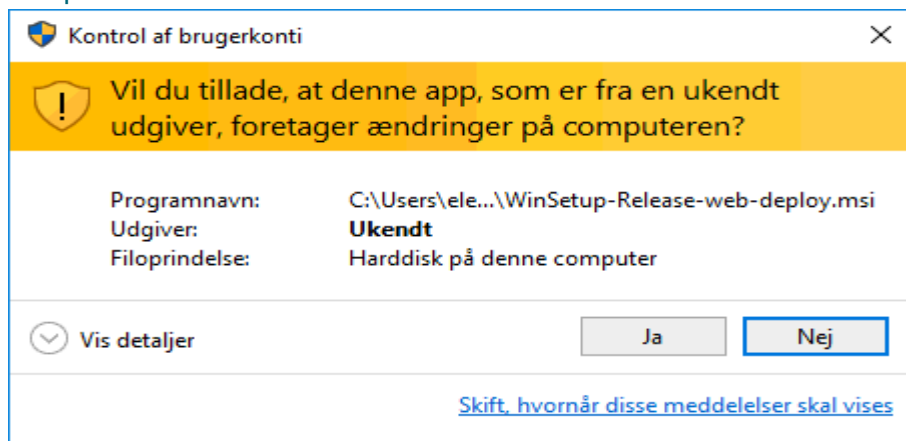 Kontrol af brugerkonti
Vil du tillade, at denne app, som er fra en ukendt
udgiver, foretager ændringer på computeren?
Programnavn: C:\Users\ele...\WinSetup-Release-web-deploy.msi
Udgiver: Ukendt
Filoprindelse: Harddisk på denne computer
Vis detaljer Ja Nej
Skift, hvornår disse meddelelser skal vises